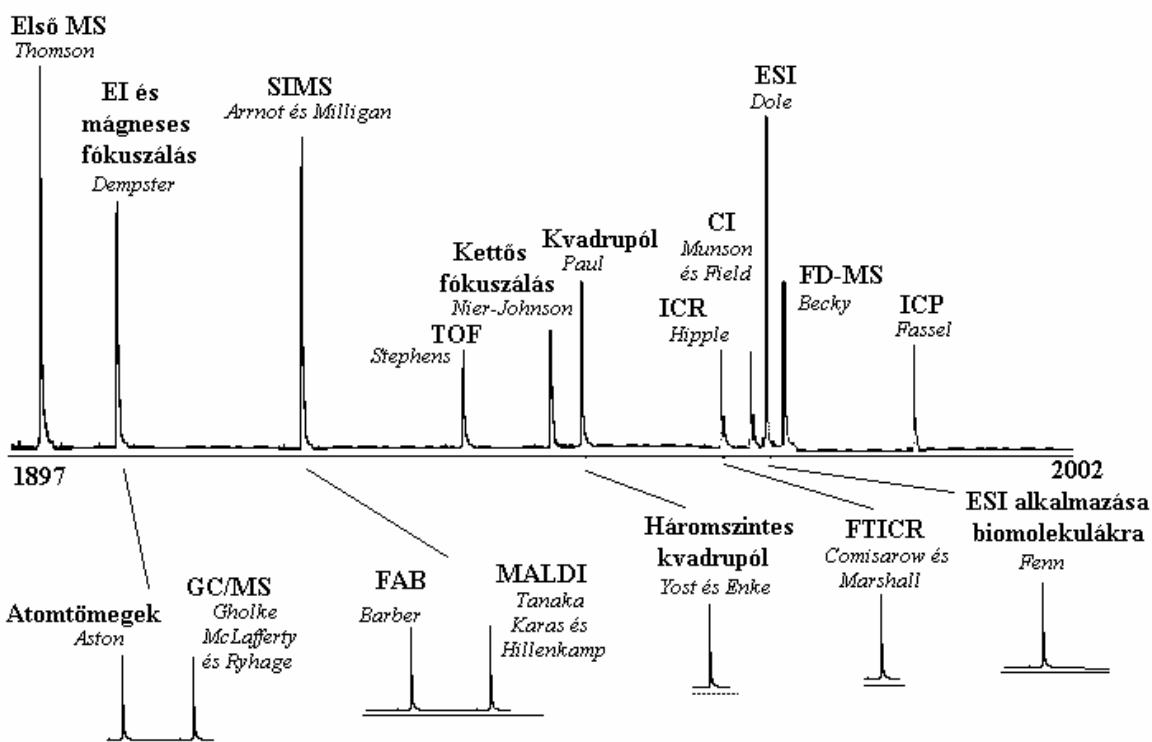 Első MS
Thomson
EI és
mágneses
fókuszálás
Dempster
SIMS
Arrnot és Milligan
TOF
Stephens
Kettős
fókuszálás
Nier-Johnson
Kvadrupól
Paul
ICR
Hipple
CI
Munson
és Field
ESI
Dole
FD-MS
Becky
ICP
Fassel
1897
2002
Atomtömegek
Aston
GC/MS
Gholke
McLafferty
és Ryhage
FAB
Barber
MALDI
Tanaka
Karas és
Hillenkamp
Háromszintes
kvadrupól
Yost és Enke
FTICR
Comisarow és
Marshall
ESI alkalmazása
biomolekulákra
Fenn